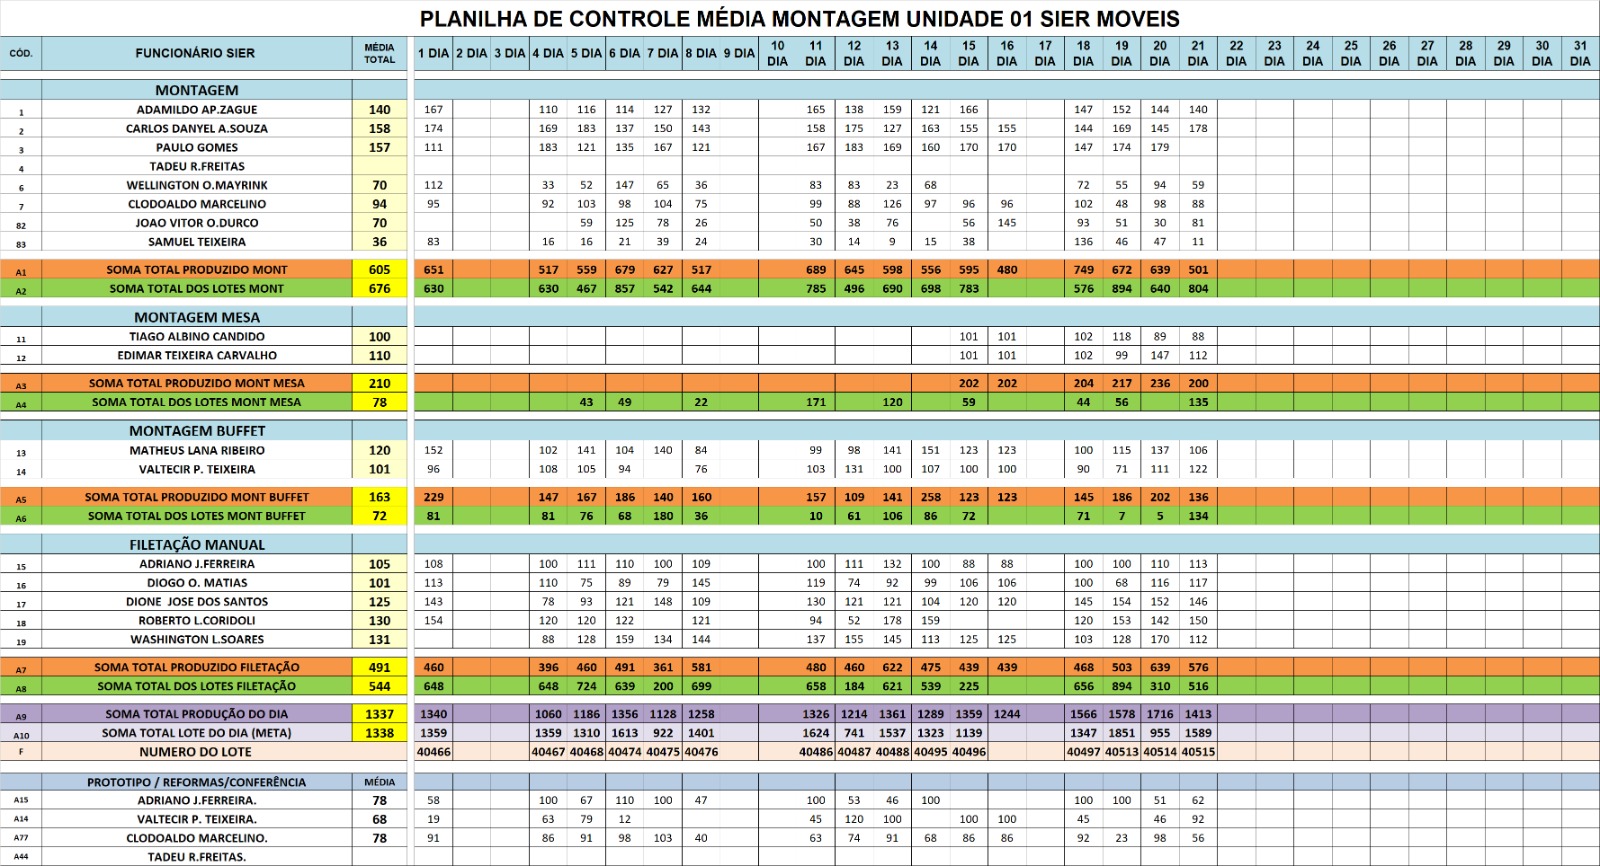 PLANILHA DE CONTROLE MÉDIA MONTAGEM UNIDADE 01 SIER MOVEIS
CÓD. FUNCIONÁRIO SIER MÉDIA TOTAL 1 DIA 2 DIA 3 DIA 4 DIA 5 DIA 6 DIA 7 DIA 8 DIA 9 DIA 10 DIA 11 DIA 12 DIA 13 DIA 14 DIA 15 DIA 16 DIA 17 DIA 18 DIA 19 DIA 20 DIA 21 DIA 22 DIA 23 DIA 24 DIA 25 DIA 26 DIA 27 DIA 28 DIA 29 DIA 30 DIA 31 DIA
MONTAGEM
1 ADAMILDO AP.ZAGUE 140 167 110 116 114 127 132 165 138 159 121 166 147 152 144 140
2 CARLOS DANYEL A.SOUZA 158 174 169 183 137 150 143 158 175 127 163 155 155 144 169 145 178
3 PAULO GOMES 157 111 183 121 135 167 121 167 183 169 160 170 170 147 174 179
4 TADEU R.FREITAS
6 WELLINGTON O.MAYRINK 70 112 33 52 147 65 36 83 83 23 68 72 55 94 59
7 CLODOALDO MARCELINO 94 95 92 103 98 104 75 99 88 126 97 96 96 102 48 98 88
82 JOAO VITOR O.DURCO 70 59 125 78 26 50 38 76 56 145 93 51 30 81
83 SAMUEL TEIXEIRA 36 83 16 16 21 39 24 30 14 9 15 38 136 46 47 11
A1 SOMA TOTAL PRODUZIDO MONT 605 651 517 559 679 627 517 689 645 598 556 595 480 749 672 639 501
A2 SOMA TOTAL DOS LOTES MONT 676 630 630 467 857 542 644 785 496 690 698 783 576 894 640 804
MONTAGEM MESA
11 TIAGO ALBINO CANDIDO 100 101 101 102 118 89 88
12 EDIMAR TEIXEIRA CARVALHO 110 101 101 102 99 147 112
A3 SOMA TOTAL PRODUZIDO MONT MESA 210 202 202 204 217 236 200
A4 SOMA TOTAL DOS LOTES MONT MESA 78 43 49 22 171 120 59 44 56 135
MONTAGEM BUFFET
13 MATHEUS LANA RIBEIRO 120 152 102 141 104 140 84 99 98 141 151 123 123 100 115 137 106
14 VALTECIR P. TEIXEIRA 101 96 108 105 94 76 103 131 100 107 100 100 90 71 111 122
A5 SOMA TOTAL PRODUZIDO MONT BUFFET 163 229 147 167 186 140 160 157 109 141 258 123 123 145 186 202 136
A6 SOMA TOTAL DOS LOTES MONT BUFFET 72 81 81 76 68 180 36 10 61 106 86 72 71 7 5 134
FILETAÇÃO MANUAL
15 ADRIANO J.FERREIRA 105 108 100 111 110 100 109 100 111 132 100 88 88 100 100 110 113
16 DIOGO O. MATIAS 101 113 110 75 89 79 145 119 74 92 99 106 106 100 68 116 117
17 DIONE JOSE DOS SANTOS 125 143 78 93 121 148 109 130 121 121 104 120 120 145 154 152 146
18 ROBERTO L.CORIDOLI 130 154 120 120 122 121 94 52 178 159 120 153 142 150
19 WASHINGTON L.SOARES 131 88 128 159 134 144 137 155 145 113 125 125 103 128 170 112
A7 SOMA TOTAL PRODUZIDO FILETAÇÃO 491 460 396 460 491 361 581 480 460 622 475 439 439 468 503 639 576
A8 SOMA TOTAL DOS LOTES FILETAÇÃO 544 648 648 724 639 200 699 658 184 621 539 225 656 894 310 516
A9 SOMA TOTAL PRODUÇÃO DO DIA 1337 1340 1060 1186 1356 1128 1258 1326 1214 1361 1289 1359 1244 1566 1578 1716 1413
A10 SOMA TOTAL LOTE DO DIA (META) 1338 1359 1359 1310 1613 922 1401 1624 741 1537 1323 1139 1347 1851 955 1589
F NUMERO DO LOTE 40466 40467 40468 40474 40475 40476 40486 40487 40488 40495 40496 40497 40513 40514 40515
PROTOTIPO / REFORMAS/CONFERÊNCIA MÉDIA
A15 ADRIANO J.FERREIRA. 78 58 100 67 110 100 47 100 53 46 100 100 100 51 62
A14 VALTECIR P. TEIXEIRA. 68 19 63 79 12 45 120 100 100 100 45 46 92
A77 CLODOALDO MARCELINO. 78 91 86 91 98 103 40 63 74 91 68 86 86 92 23 98 56
A44 TADEU R.FREITAS.